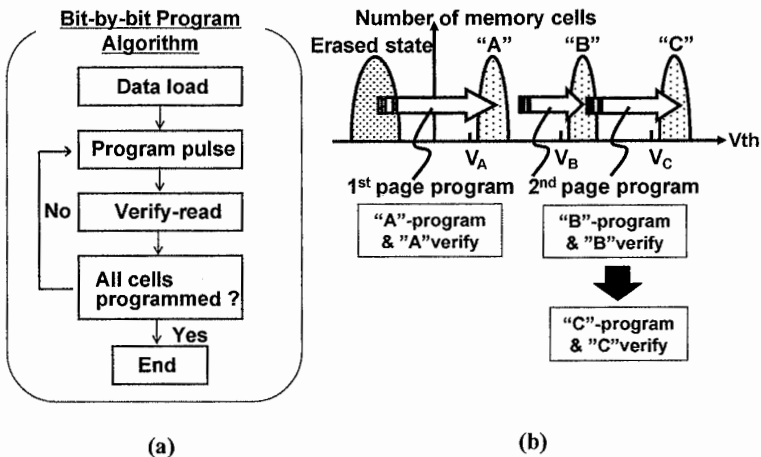 Bit-by-bit Program
Algorithm
Data load
Program pulse
Verify-read
No
All cells
programmed ?
Yes
End
(a)
Number of memory cells
Erased state
“A”
“B”
“C”
Vth
VA
VB
VC
1st page program
2nd page program
“A”-program
& ”A”verify
“B”-program
& ”B”verify
“C”-program
& ”C”verify
(b)